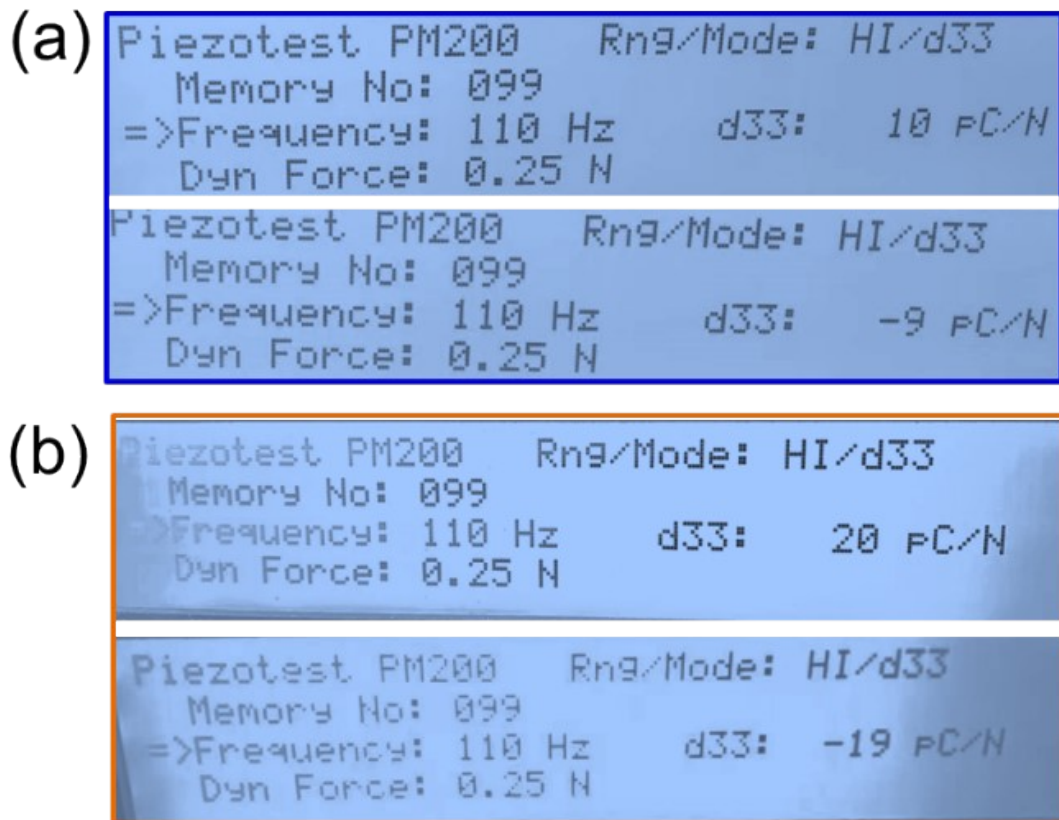 (a)
Piezotest PM200 Rng/Mode: HI/d33
Memory No: 099
=>Frequency: 110 Hz d33: 10 pC/N
Dyn Force: 0.25 N
Piezotest PM200 Rng/Mode: HI/d33
Memory No: 099
=>Frequency: 110 Hz d33: -9 pC/N
Dyn Force: 0.25 N
(b)
Piezotest PM200 Rng/Mode: HI/d33
Memory No: 099
=>Frequency: 110 Hz d33: 20 pC/N
Dyn Force: 0.25 N
Piezotest PM200 Rng/Mode: HI/d33
Memory No: 099
=>Frequency: 110 Hz d33: -19 pC/N
Dyn Force: 0.25 N